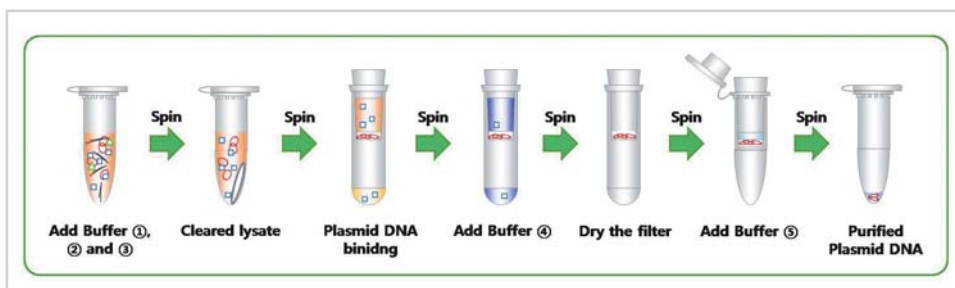 Spin Spin Spin Spin Spin Spin
Add Buffer ①,
② and ③
Cleared lysate
Plasmid DNA
binidng
Add Buffer ④
Dry the filter
Add Buffer ⑤
Purified
Plasmid DNA